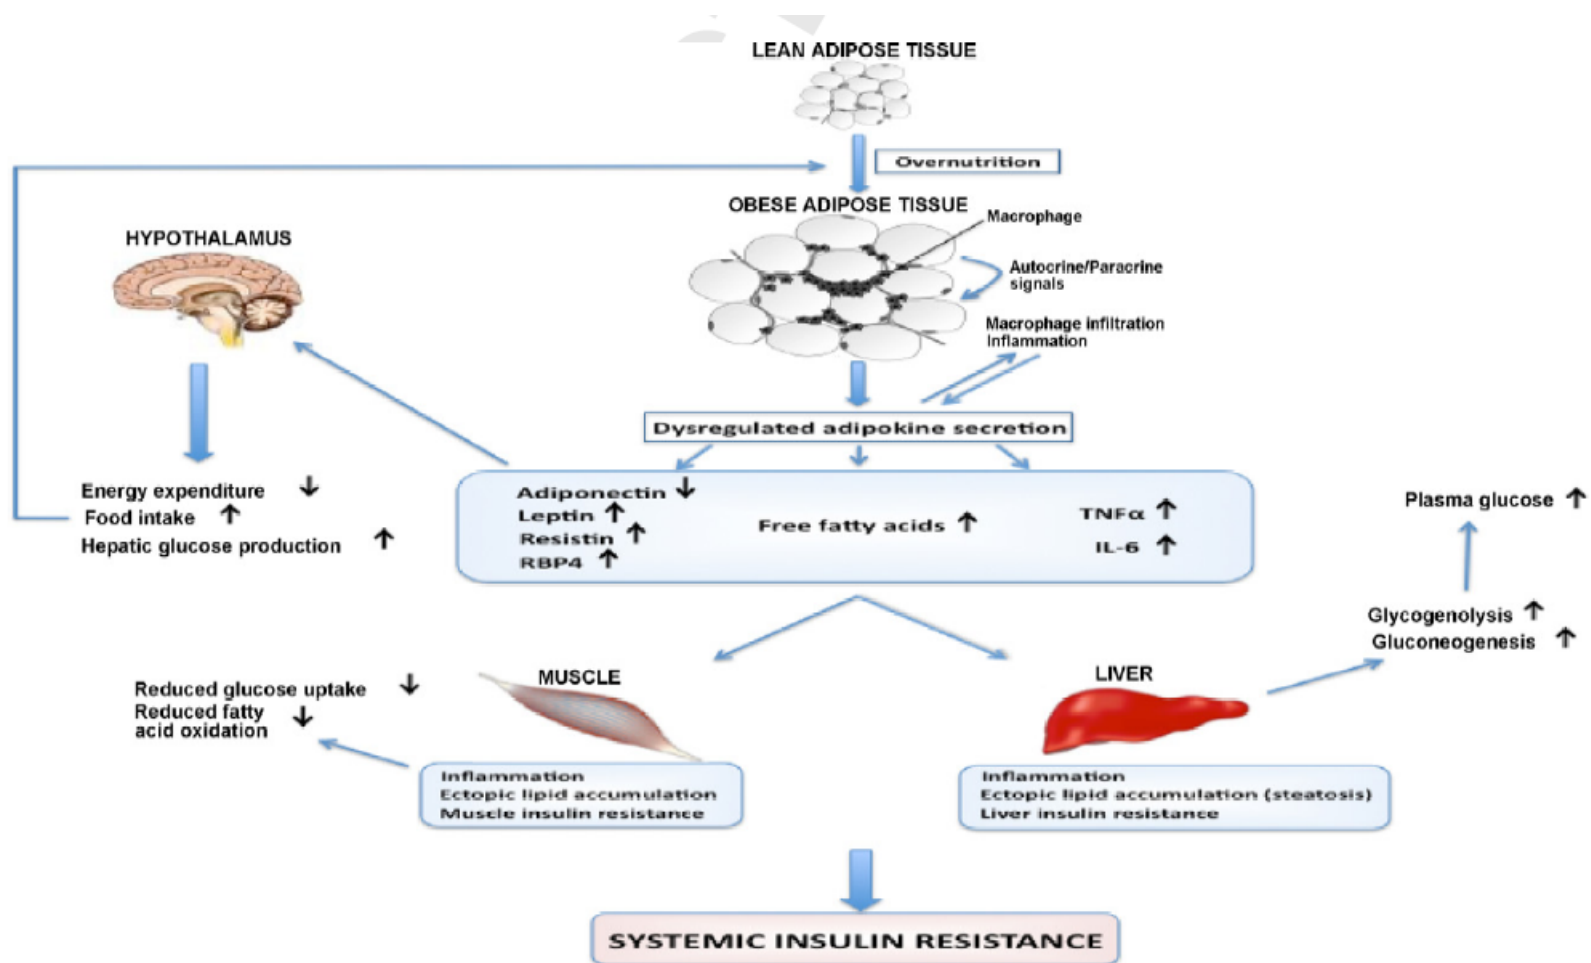 LEAN ADIPOSE TISSUE
Overnutrition
OBESE ADIPOSE TISSUE
Macrophage
Autocrine/Paracrine
signals
Macrophage infiltration
Inflammation
HYPOTHALAMUS
Dysregulated adipokine secretion
Energy expenditure ↓
Food intake ↑
Hepatic glucose production ↑
Adiponectin ↓
Leptin ↑
Resistin ↑
RBP4 ↑
Free fatty acids ↑
TNFα ↑
IL-6 ↑
Plasma glucose ↑
Glycogenolysis ↑
Gluconeogenesis ↑
MUSCLE
LIVER
Reduced glucose uptake ↓
Reduced fatty
acid oxidation ↓
Inflammation
Ectopic lipid accumulation
Muscle insulin resistance
Inflammation
Ectopic lipid accumulation (steatosis)
Liver insulin resistance
SYSTEMIC INSULIN RESISTANCE